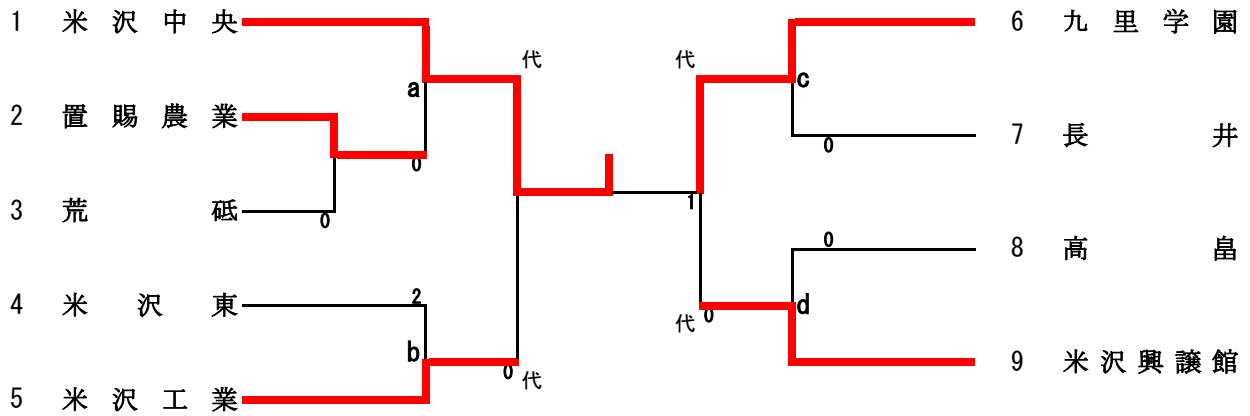 1 米沢中央
代
a
2 置賜農業
0
3 荒砥
0
4 米沢東
2
b
0
代
5 米沢工業
6 九里学園
代
c
7 長井
0
1
8 高畠
0
d
代
0
9 米沢興譲館